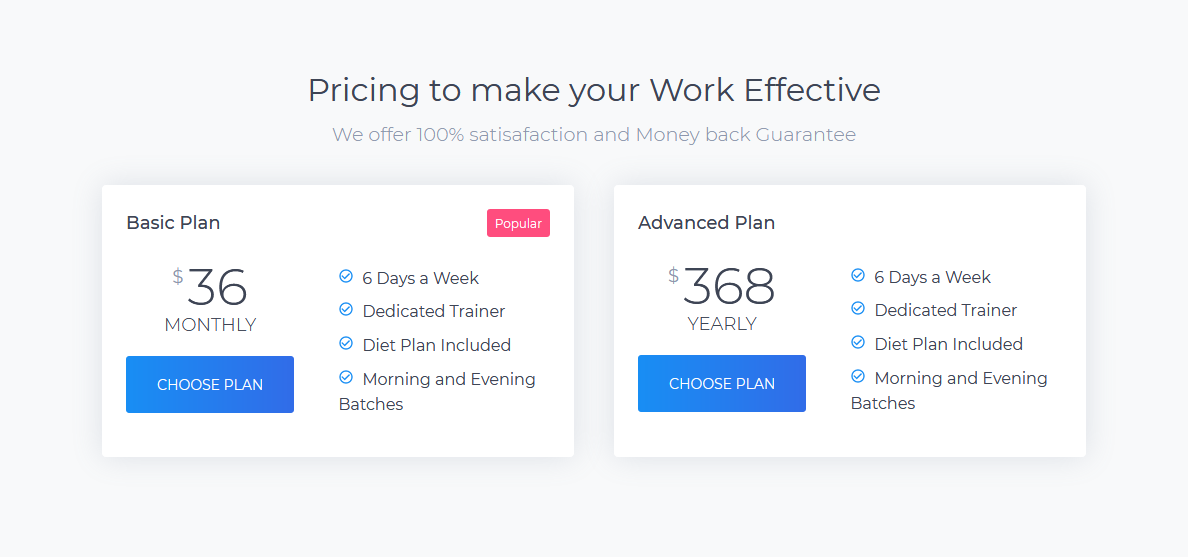 Pricing to make your Work Effective
We offer 100% satisafaction and Money back Guarantee
Basic Plan
Popular
$36
MONTHLY
CHOOSE PLAN
6 Days a Week
Dedicated Trainer
Diet Plan Included
Morning and Evening
Batches
Advanced Plan
$368
YEARLY
CHOOSE PLAN
6 Days a Week
Dedicated Trainer
Diet Plan Included
Morning and Evening
Batches